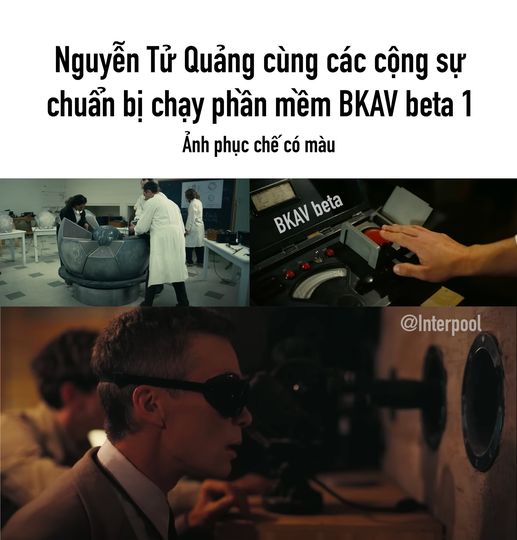 Nguyễn Tử Quảng cùng các cộng sự
chuẩn bị chạy phần mềm BKAV beta 1
Ảnh phục chế có màu
BKAV beta
@Interpool